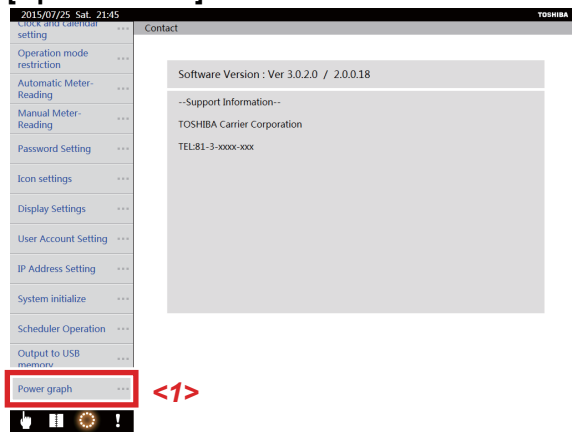 2015/07/25 Sat. 21:45
TOSHIBA
Clock and calendar
setting
Contact
Operation mode
restriction
Automatic Meter-
Reading
Manual Meter-
Reading
Password Setting
Icon settings
Display Settings
User Account Setting
IP Address Setting
System initialize
Scheduler Operation
Output to USB
memory
Power graph
<1>
Software Version : Ver 3.0.2.0 / 2.0.0.18
--Support Information--
TOSHIBA Carrier Corporation
TEL:81-3-xxxx-xxx